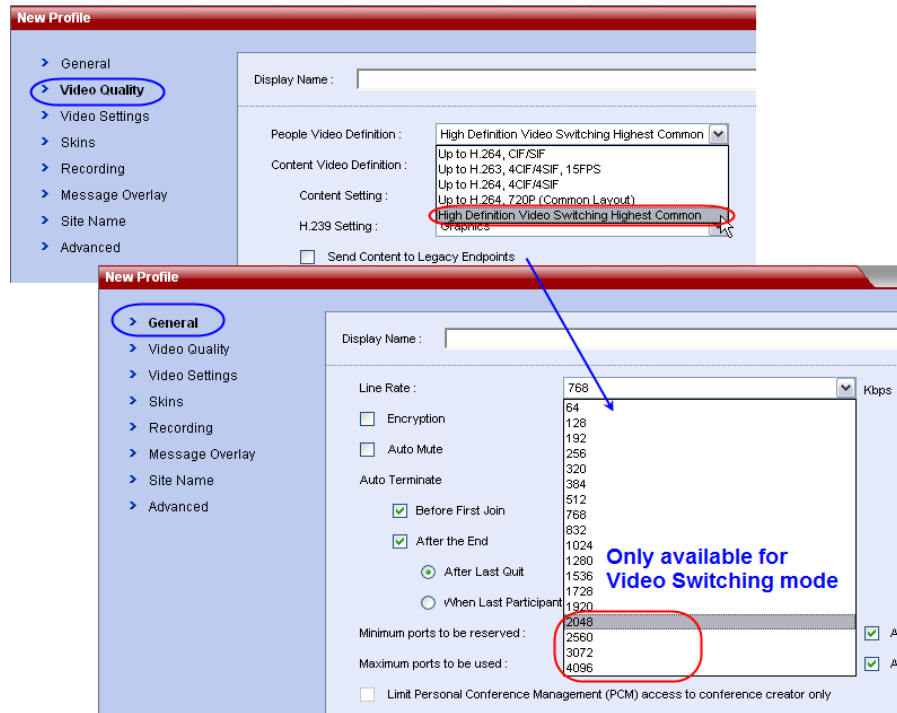 New Profile
General
Video Quality
Video Settings
Skins
Recording
Message Overlay
Site Name
Advanced
Display Name :
People Video Definition : High Definition Video Switching Highest Common
Up to H.264, CIF/SIF
Up to H.263, 4CIF/4SIF, 15FPS
Up to H.264, 4CIF/4SIF
Up to H.264, 720P (Common Layout)
High Definition Video Switching Highest Common
Content Video Definition :
Content Setting :
H.239 Setting : Graphics
Send Content to Legacy Endpoints
New Profile
General
Video Quality
Video Settings
Skins
Recording
Message Overlay
Site Name
Advanced
Display Name :
Line Rate : 768 Kbps
64
128
192
256
320
384
512
768
832
1024
1280
1536
1728
1920
2048
2560
3072
4096
Encryption
Auto Mute
Auto Terminate
Before First Join
After the End
After Last Quit
When Last Participant
Only available for
Video Switching mode
Minimum ports to be reserved : A
Maximum ports to be used : A
Limit Personal Conference Management (PCM) access to conference creator only